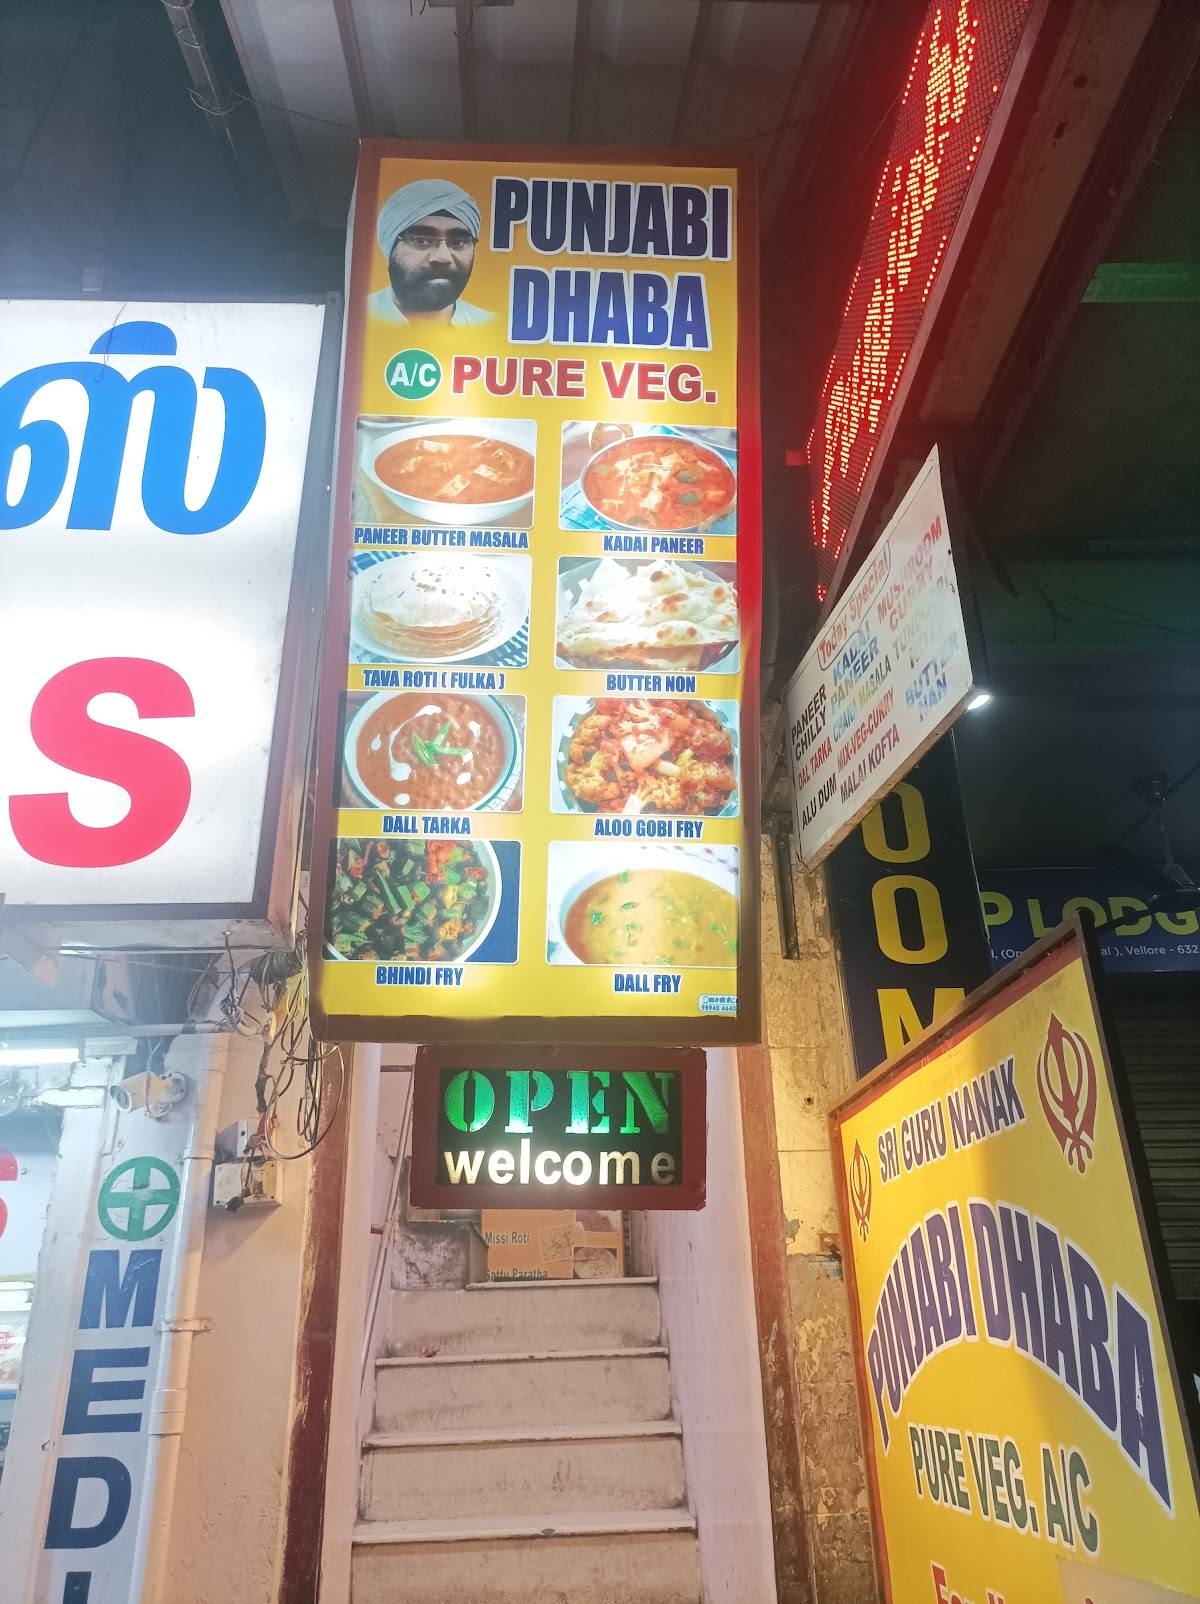 ஸ்
S
PUNJABI
DHABA
A/C PURE VEG.
PANEER BUTTER MASALA
KADAI PANEER
TAVA ROTI ( FULKA )
BUTTER NON
DALL TARKA
ALOO GOBI FRY
BHINDI FRY
DALL FRY
OPEN
welcome
Missi Roti
Sattu Paratha
MEDI
Today Special
PANEER CHILLY
KADAI PANEER
MUSHROOM CURRY
DAL TARKA
CHANA MASALA
ALU DUM
MIX-VEG-CURRY
BUTTER NAN
MALAI KOFTA
OOM
P LODG
Vellore - 632
SRI GURU NANAK
PUNJABI DHABA
PURE VEG. A/C